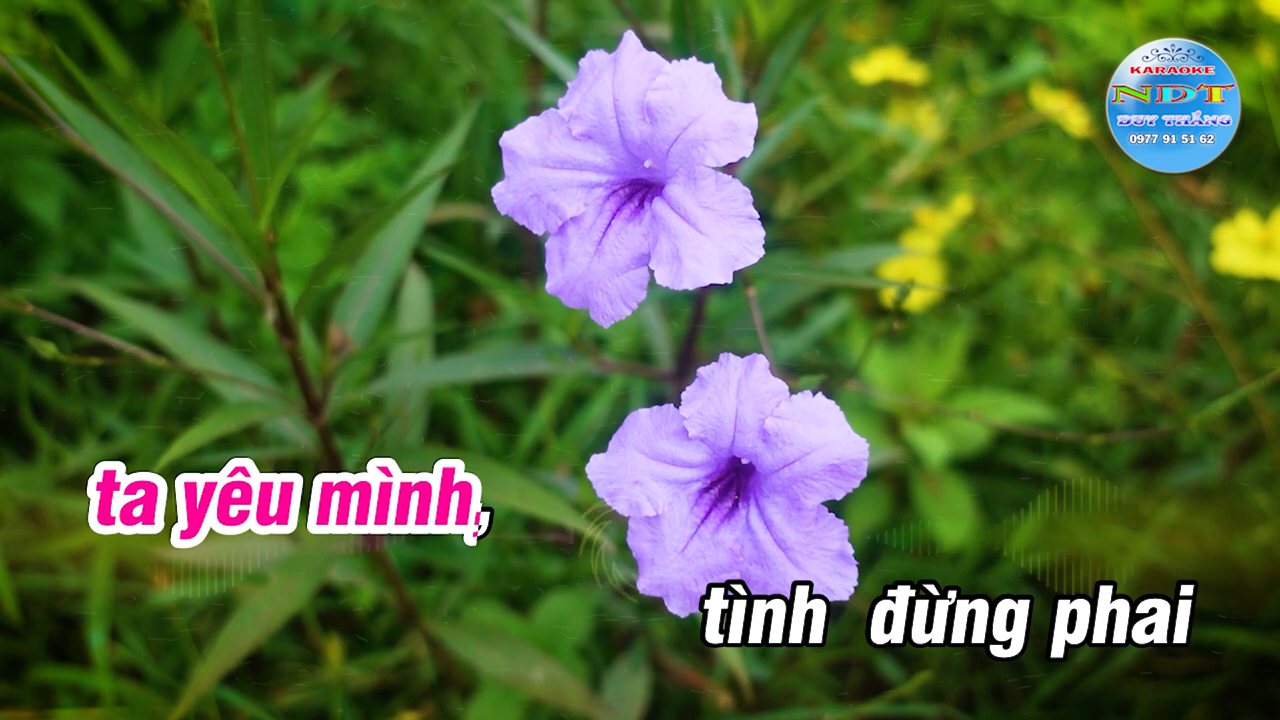 KARAOKE
NDT
DUY THẮNG
0977 91 51 62
ta yêu mình,
tình đừng phai